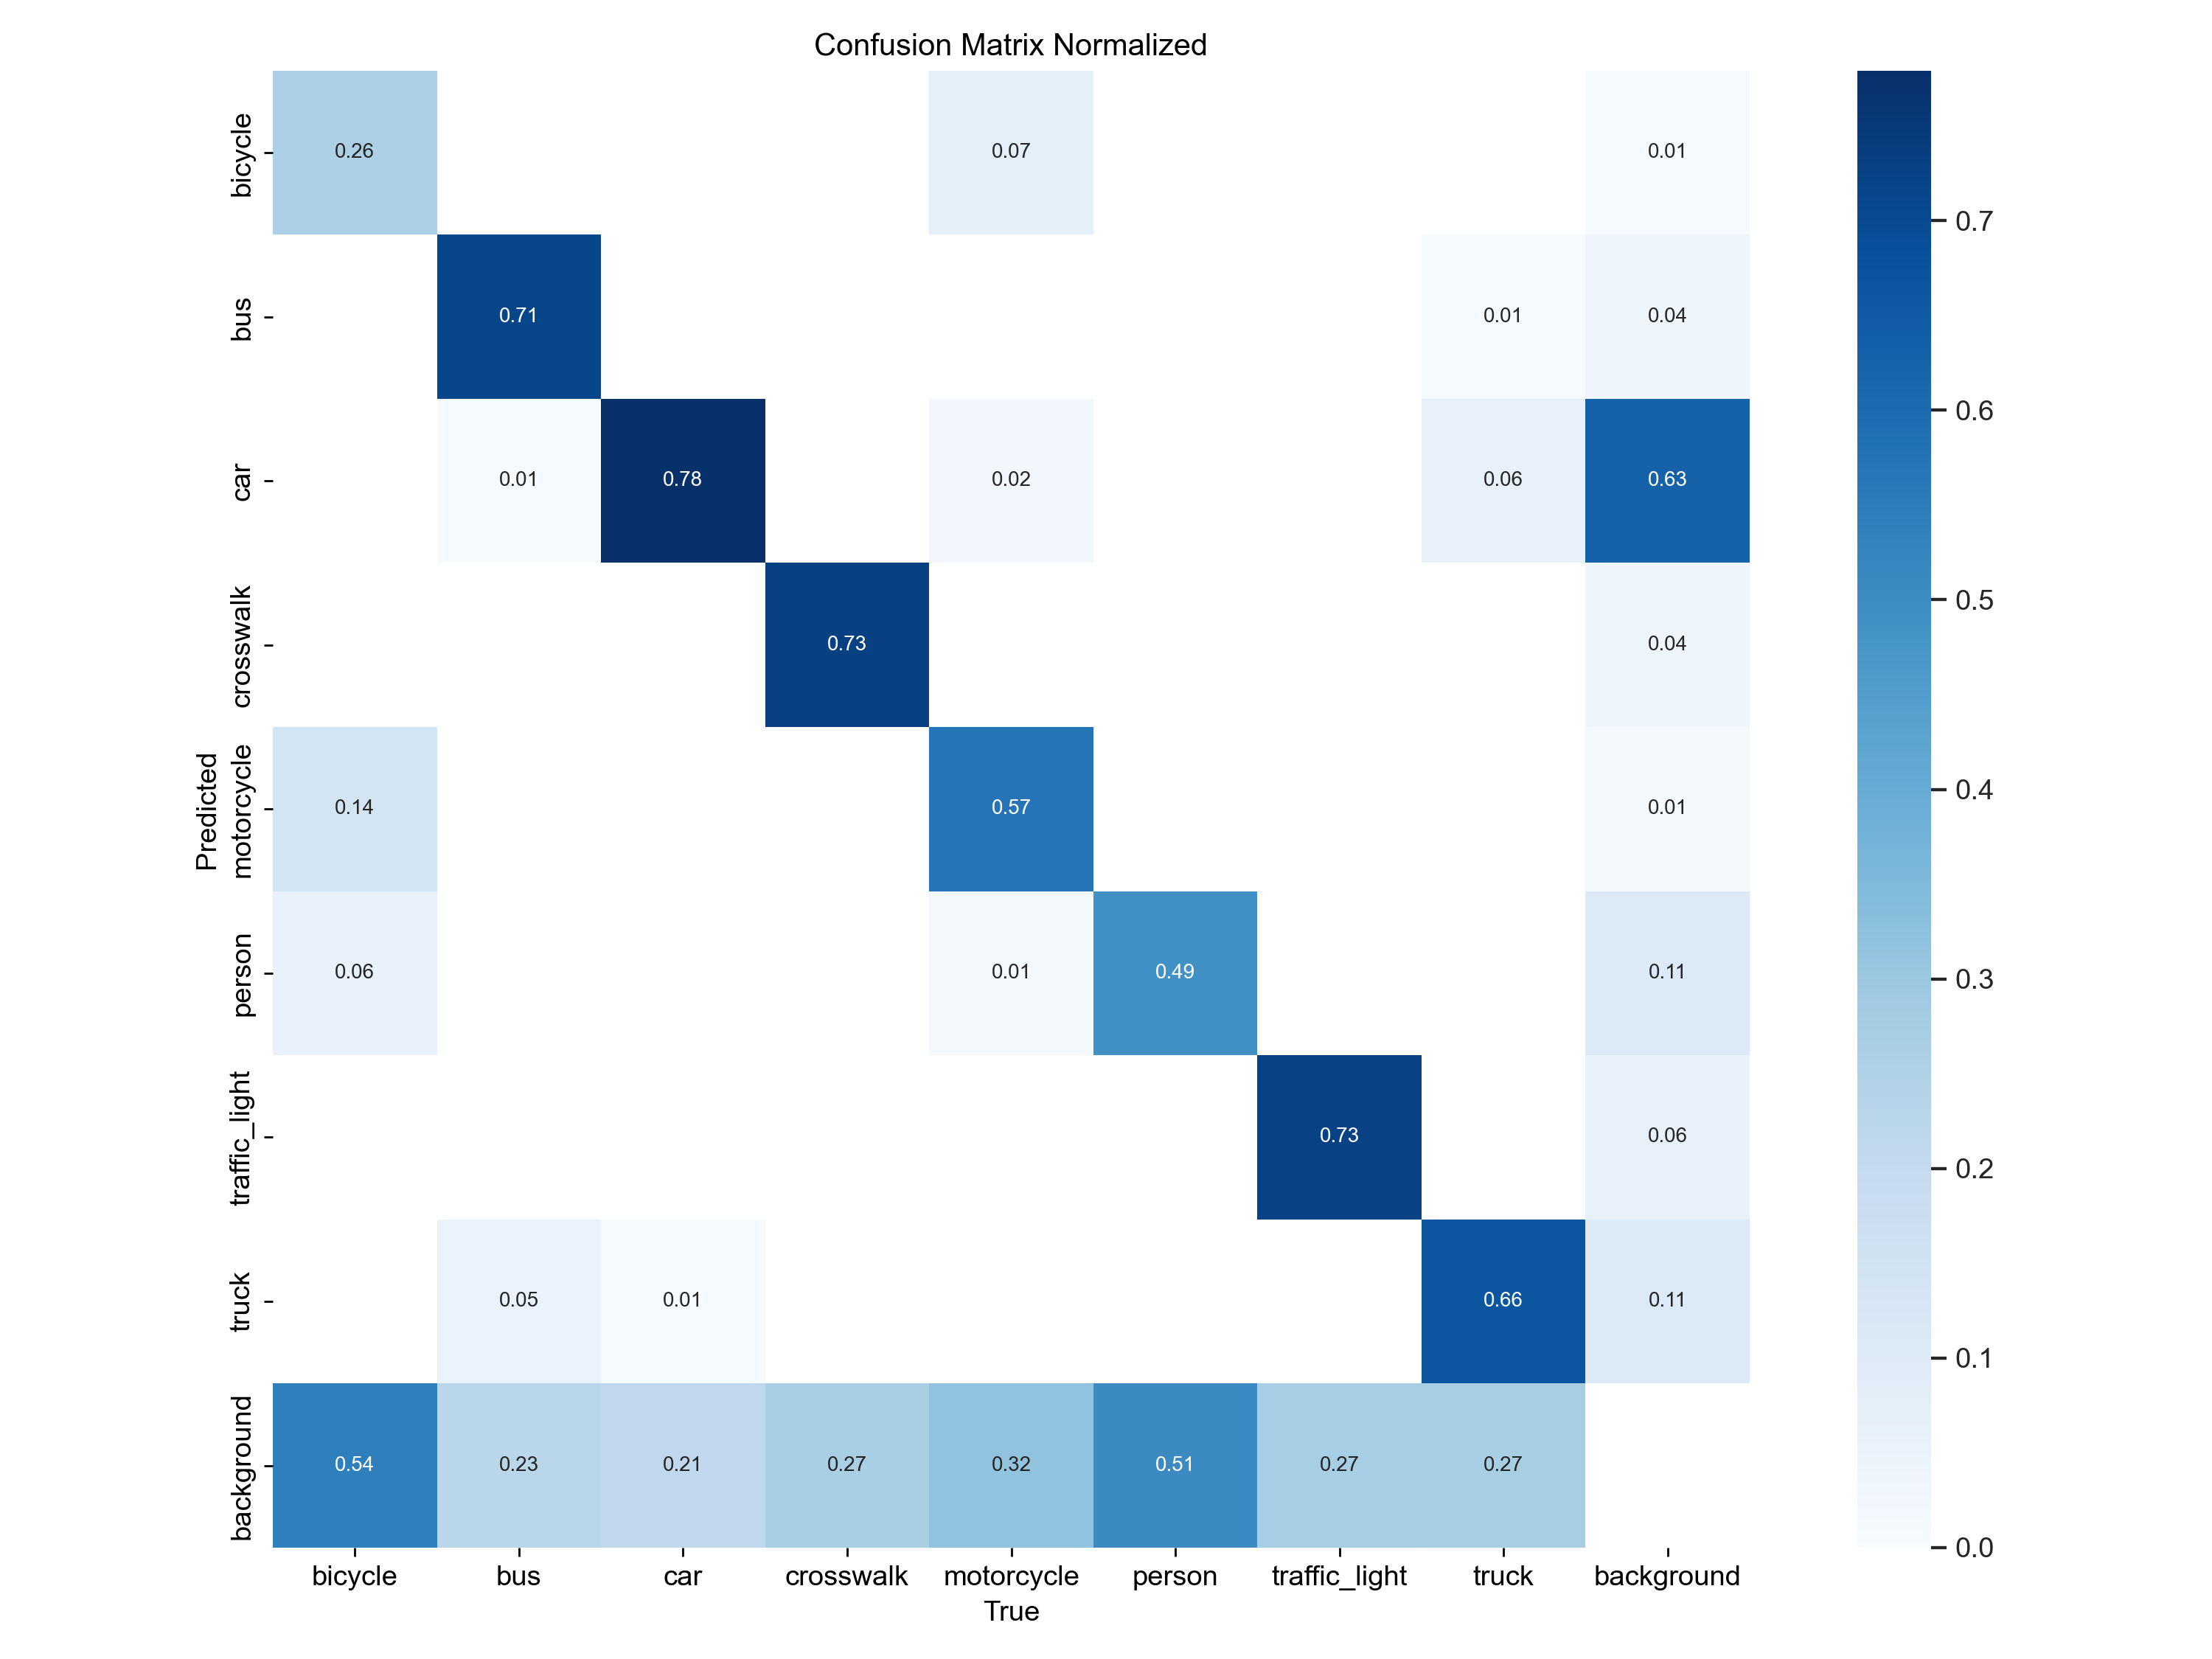 Confusion Matrix Normalized
bicycle
0.26
0.07
0.01
bus
0.71
0.01
0.04
car
0.01
0.78
0.02
0.06
0.63
crosswalk
0.73
0.04
Predicted
motorcycle
0.14
0.57
0.01
person
0.06
0.01
0.49
0.11
traffic_light
0.73
0.06
truck
0.05
0.01
0.66
0.11
background
0.54
0.23
0.21
0.27
0.32
0.51
0.27
0.27
bicycle
bus
car
crosswalk
motorcycle
person
traffic_light
truck
background
True
0.7
0.6
0.5
0.4
0.3
0.2
0.1
0.0